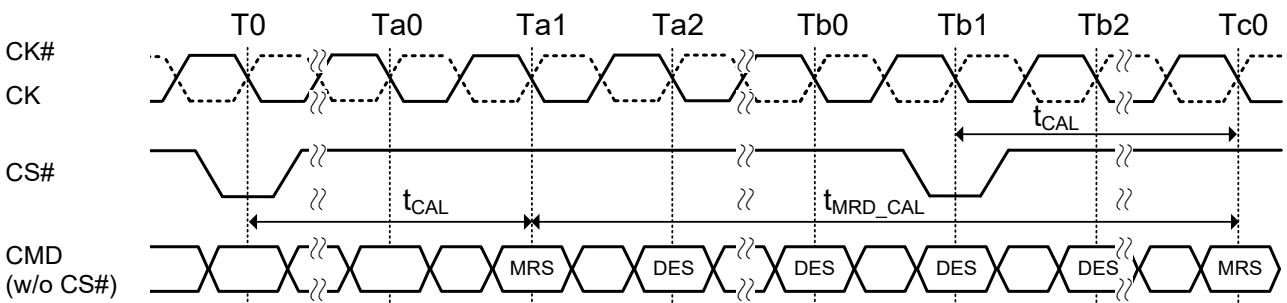 T0 Ta0 Ta1 Ta2 Tb0 Tb1 Tb2 Tc0
CK#
CK
tCAL
CS#
tCAL tMRD_CAL
CMD MRS DES DES DES DES MRS
(w/o CS#)